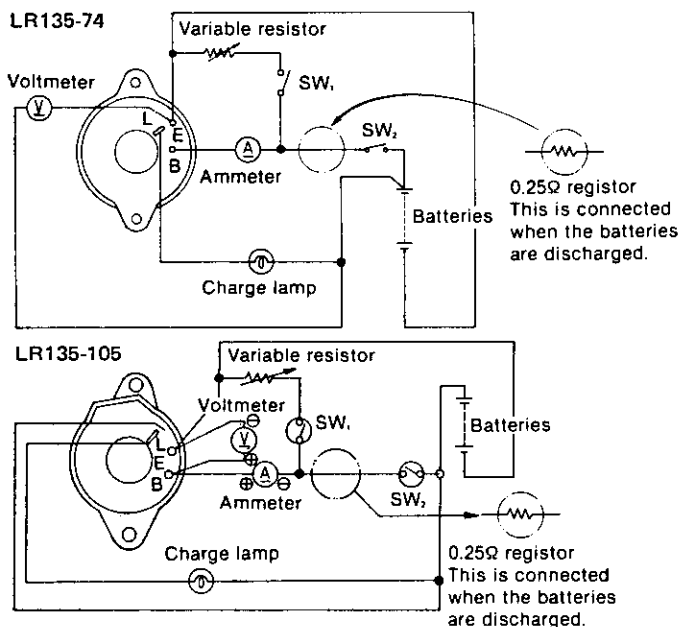 LR135-74
Variable resistor
Voltmeter
V
L
E
B
A
Ammeter
SW₁
SW₂
Batteries
Charge lamp
0.25Ω registor
This is connected
when the batteries
are discharged.
LR135-105
Variable resistor
Voltmeter
⊖
V
⊕
L
E
B
A
⊕
⊖
Ammeter
SW₁
SW₂
Batteries
Charge lamp
0.25Ω registor
This is connected
when the batteries
are discharged.